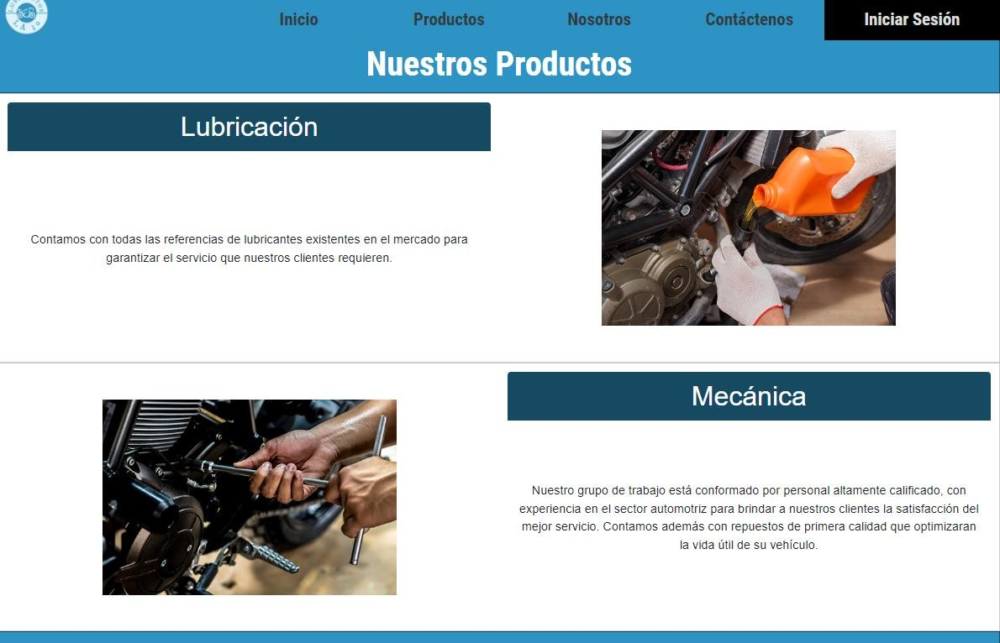 Inicio
Productos
Nosotros
Contáctenos
Iniciar Sesión
Nuestros Productos
Lubricación
Contamos con todas las referencias de lubricantes existentes en el mercado para
garantizar el servicio que nuestros clientes requieren.
Mecánica
Nuestro grupo de trabajo está conformado por personal altamente calificado, con
experiencia en el sector automotriz para brindar a nuestros clientes la satisfacción del
mejor servicio. Contamos además con repuestos de primera calidad que optimizaran
la vida útil de su vehículo.